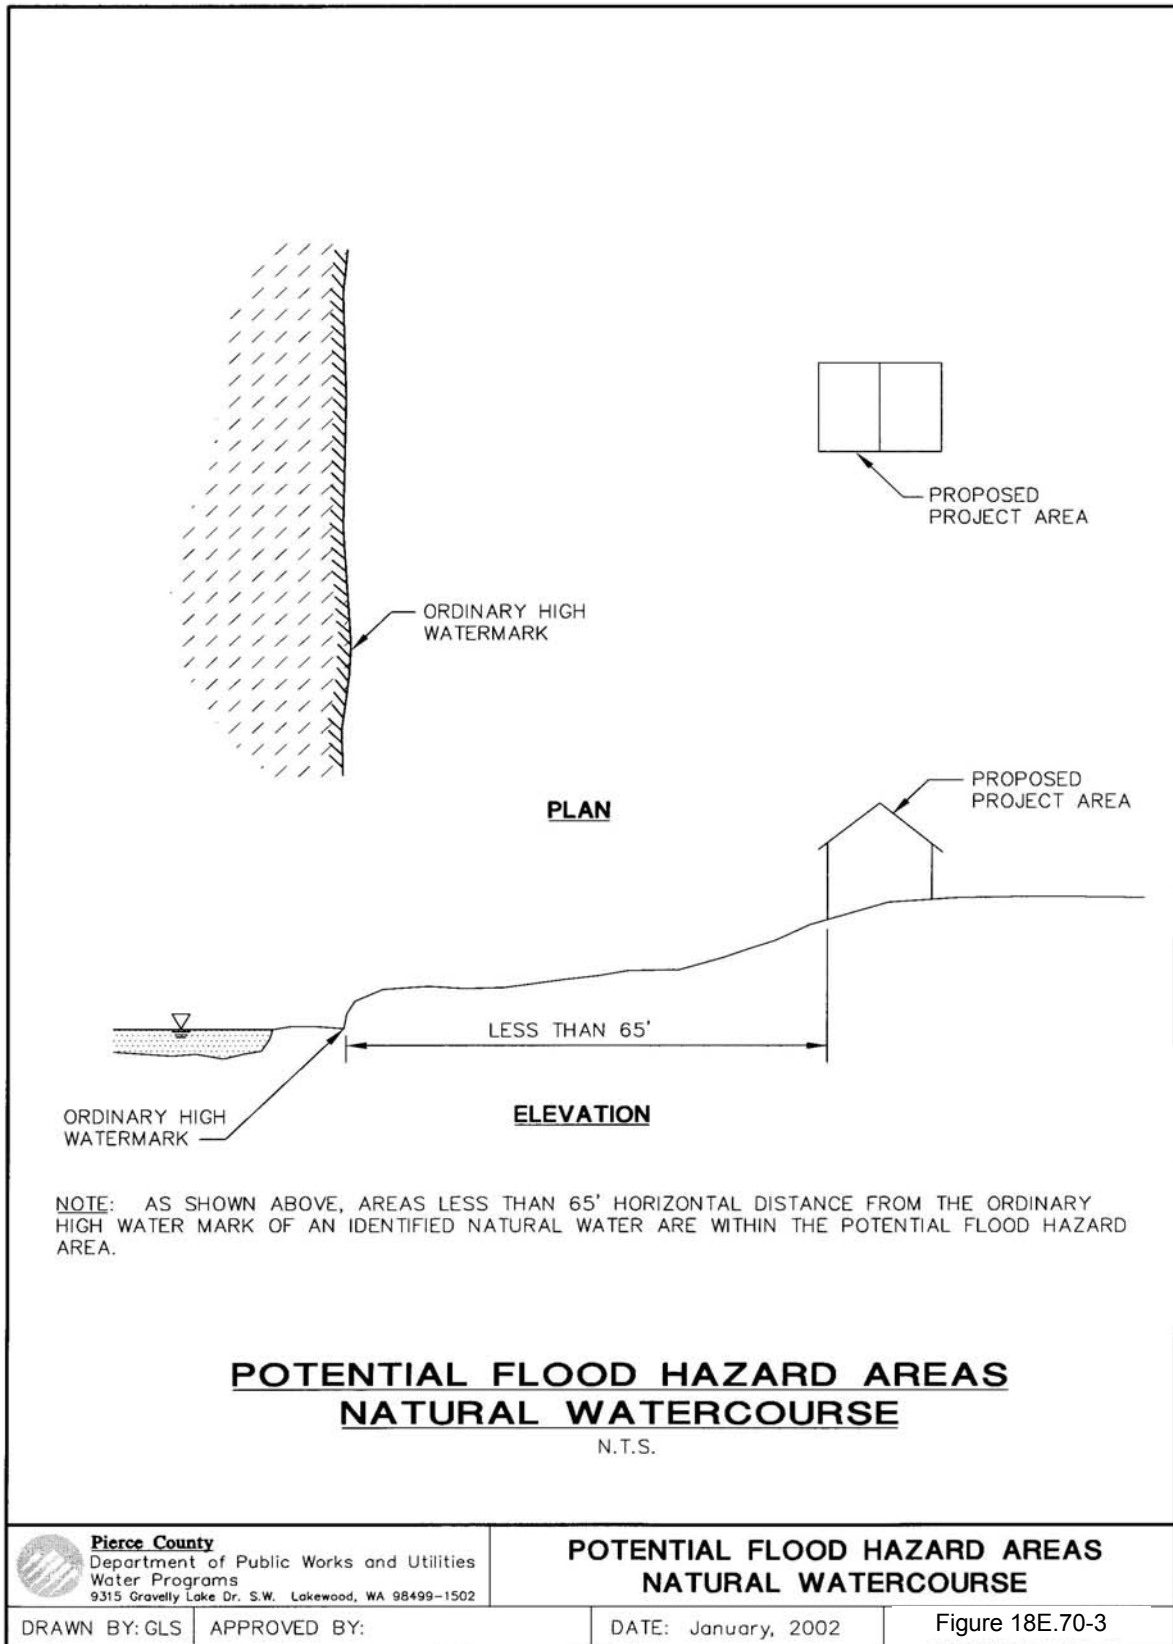 PROPOSED
PROJECT AREA
ORDINARY HIGH
WATERMARK
PLAN
PROPOSED
PROJECT AREA
LESS THAN 65'
ORDINARY HIGH
WATERMARK
ELEVATION
NOTE: AS SHOWN ABOVE, AREAS LESS THAN 65' HORIZONTAL DISTANCE FROM THE ORDINARY
HIGH WATER MARK OF AN IDENTIFIED NATURAL WATER ARE WITHIN THE POTENTIAL FLOOD HAZARD
AREA.
POTENTIAL FLOOD HAZARD AREAS
NATURAL WATERCOURSE
N.T.S.
Pierce County
Department of Public Works and Utilities
Water Programs
9315 Gravelly Lake Dr. S.W. Lakewood, WA 98499-1502
POTENTIAL FLOOD HAZARD AREAS
NATURAL WATERCOURSE
DRAWN BY: GLS
APPROVED BY:
DATE: January, 2002
Figure 18E.70-3